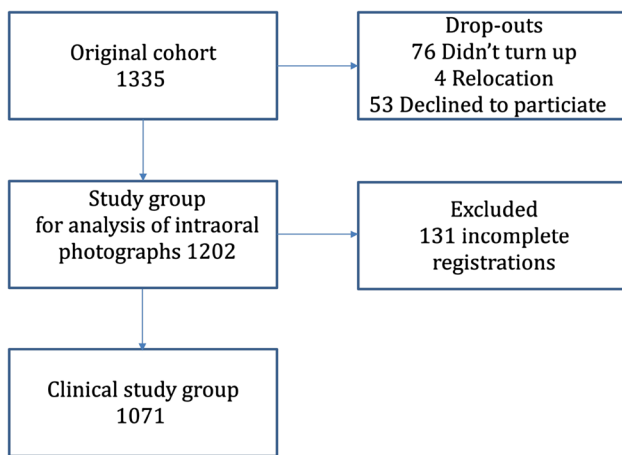 Original cohort
1335
Drop-outs
76 Didn’t turn up
4 Relocation
53 Declined to particiate
Study group
for analysis of intraoral
photographs 1202
Excluded
131 incomplete
registrations
Clinical study group
1071